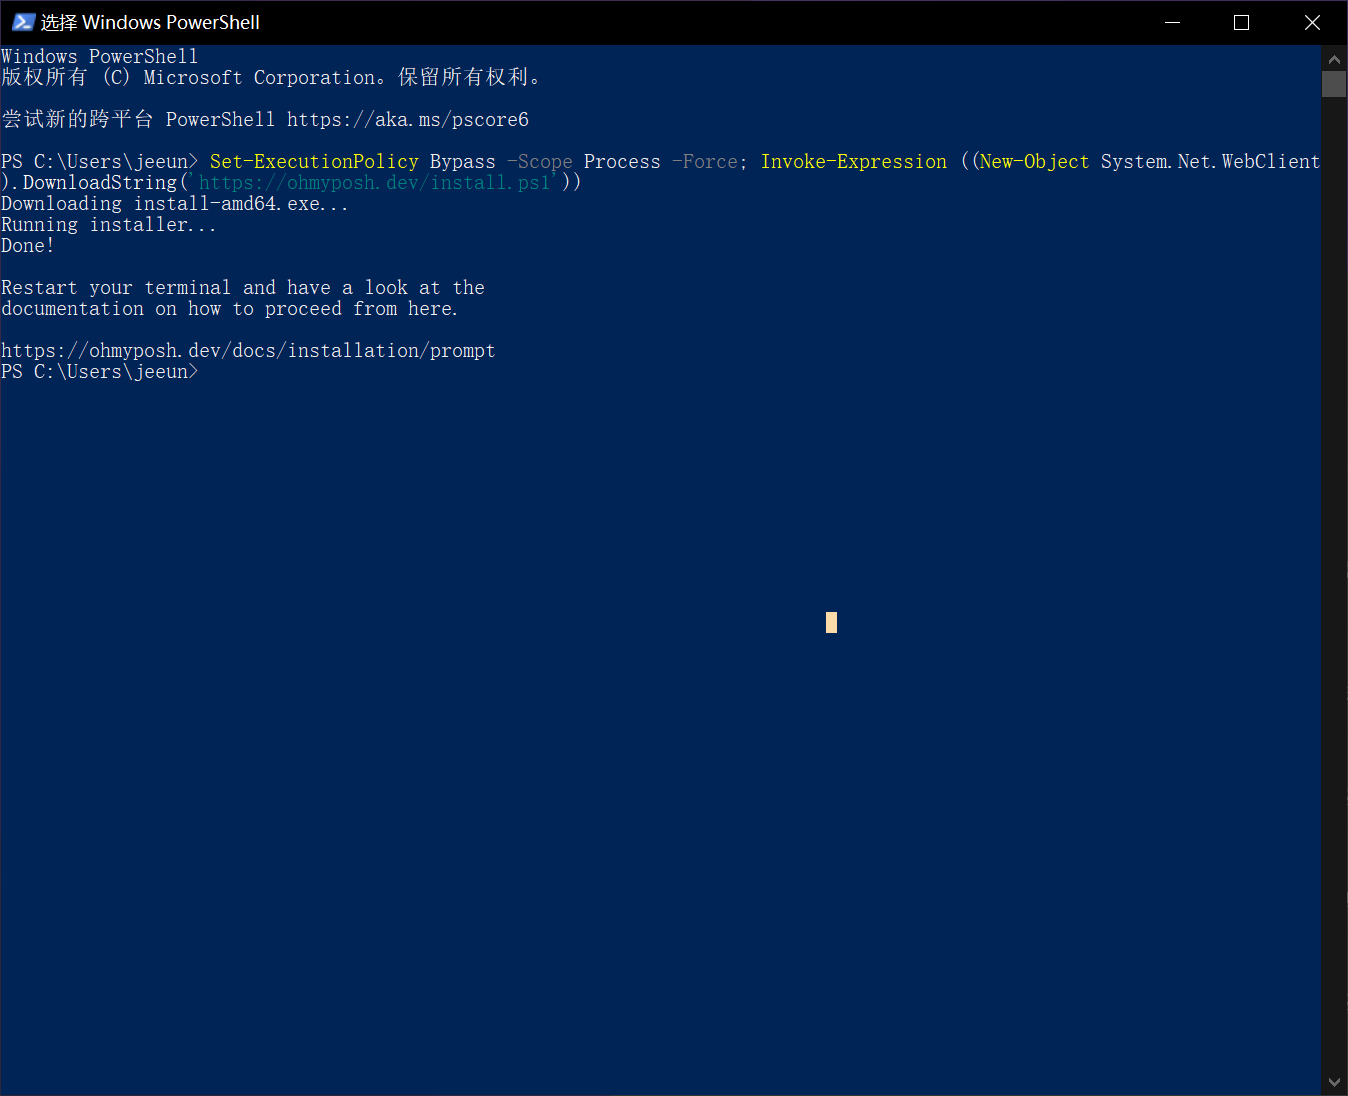 选择 Windows PowerShell
Windows PowerShell
版权所有 (C) Microsoft Corporation。保留所有权利。
尝试新的跨平台 PowerShell https://aka.ms/pscore6
PS C:\Users\jeeun> Set-ExecutionPolicy Bypass -Scope Process -Force; Invoke-Expression ((New-Object System.Net.WebClient
).DownloadString('https://ohmyposh.dev/install.ps1'))
Downloading install-amd64.exe...
Running installer...
Done!
Restart your terminal and have a look at the
documentation on how to proceed from here.
https://ohmyposh.dev/docs/installation/prompt
PS C:\Users\jeeun>